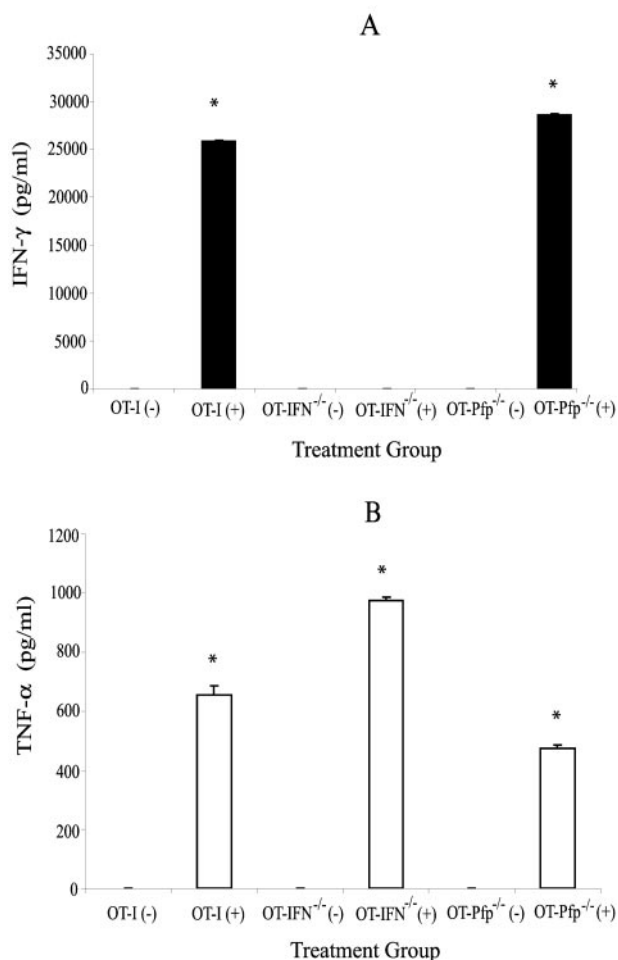 A
35000
30000
25000
20000
15000
10000
5000
0
IFN-γ (pg/ml)
*
*
OT-I (-) OT-I (+) OT-IFN-/- (-) OT-IFN-/- (+) OT-Pfp-/- (-) OT-Pfp-/- (+)
Treatment Group
B
1200
1000
800
600
400
200
0
TNF-α (pg/ml)
*
*
*
OT-I (-) OT-I (+) OT-IFN-/- (-) OT-IFN-/- (+) OT-Pfp-/- (-) OT-Pfp-/- (+)
Treatment Group